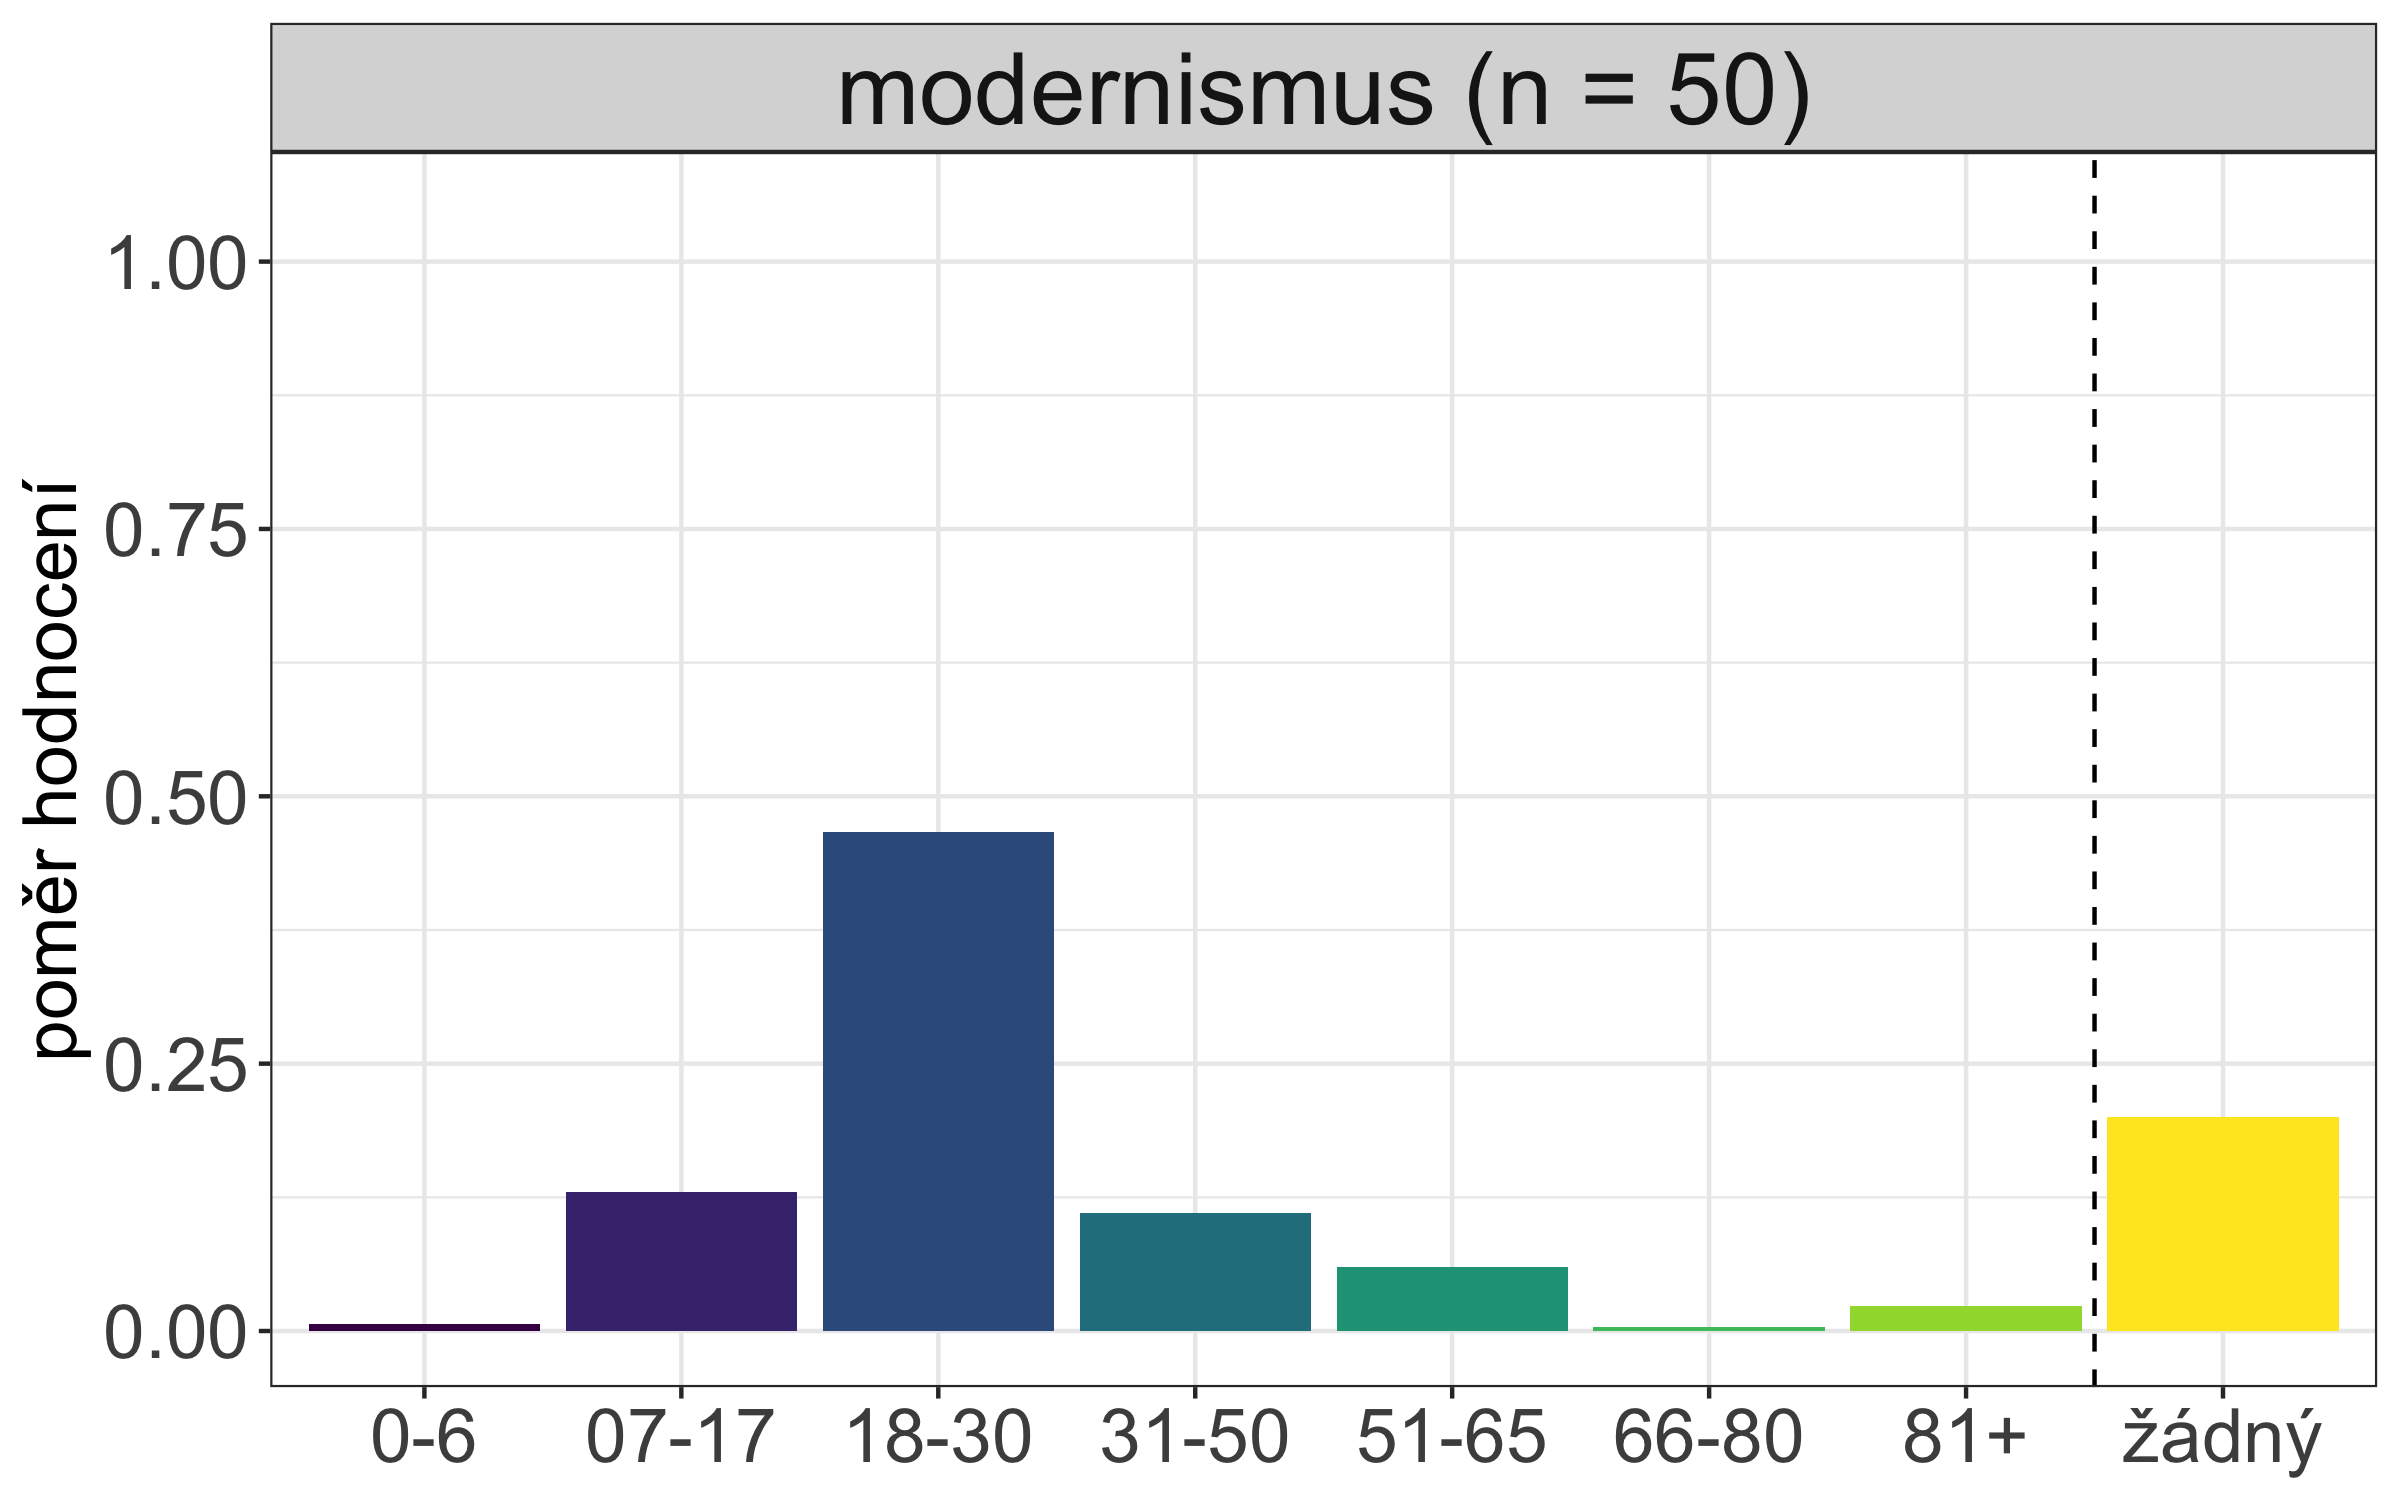 modernismus (n = 50)
poměr hodnocení
1.00
0.75
0.50
0.25
0.00
0-6 07-17 18-30 31-50 51-65 66-80 81+ žádný